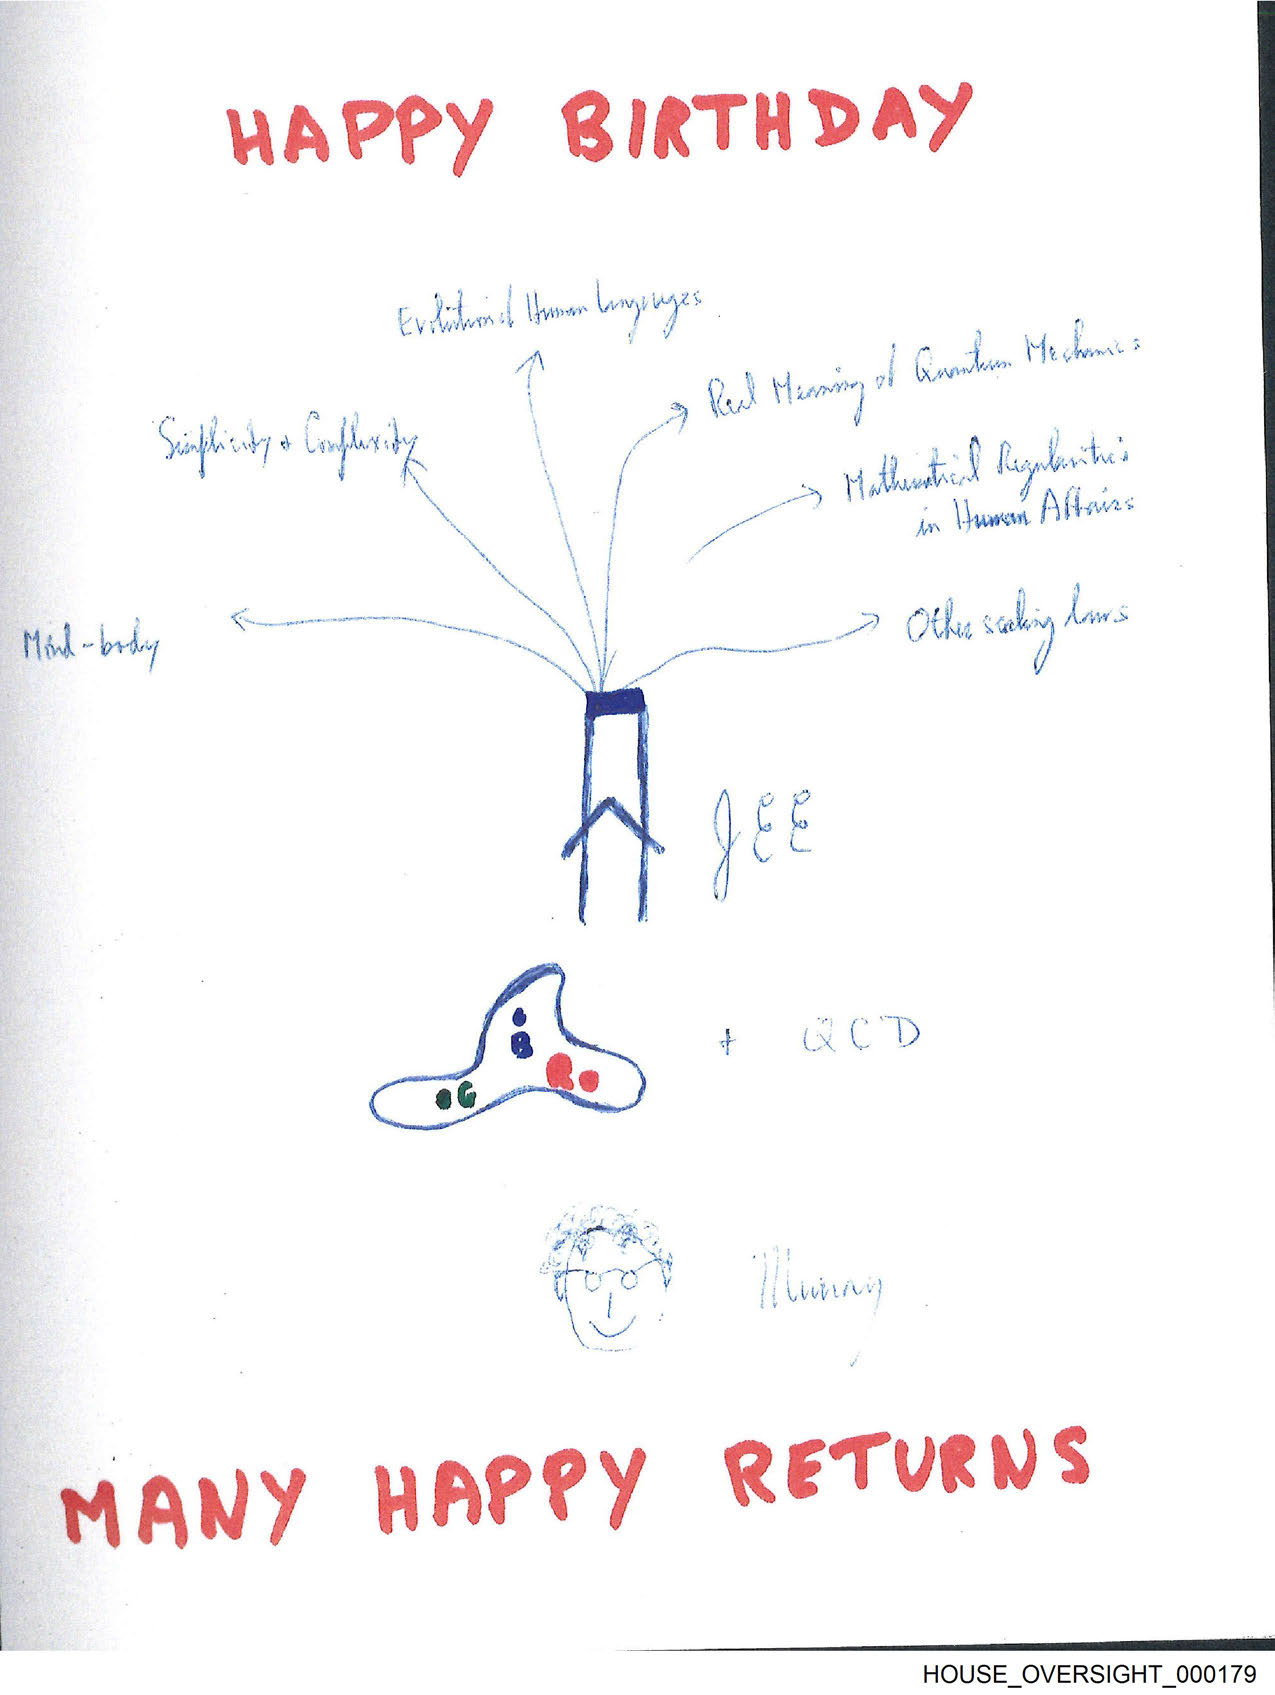 HAPPY BIRTHDAY
Evolution of Human Languages
Real Meaning of Quantum Mechanics
Simplicity & Complexity
Mathematical Regularities
in Human Affairs
Other scaling laws
Mind-body
JEE
B
R
G
+ QCD
Murray
MANY HAPPY RETURNS
HOUSE_OVERSIGHT_000179